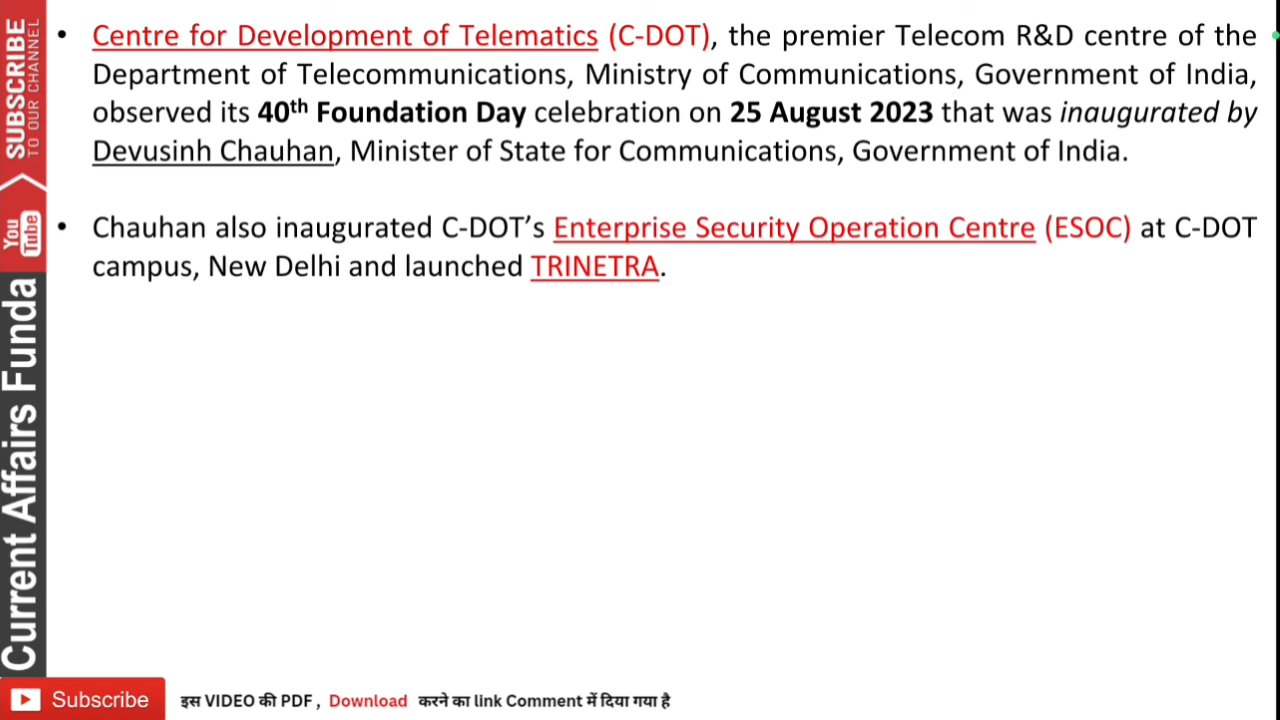 SUBSCRIBE
TO OUR CHANNEL
You
Tube
Current Affairs Funda
• Centre for Development of Telematics (C-DOT), the premier Telecom R&D centre of the
Department of Telecommunications, Ministry of Communications, Government of India,
observed its 40th Foundation Day celebration on 25 August 2023 that was inaugurated by
Devusinh Chauhan, Minister of State for Communications, Government of India.
• Chauhan also inaugurated C-DOT’s Enterprise Security Operation Centre (ESOC) at C-DOT
campus, New Delhi and launched TRINETRA.
Subscribe
इस VIDEO की PDF , Download करने का link Comment में दिया गया है